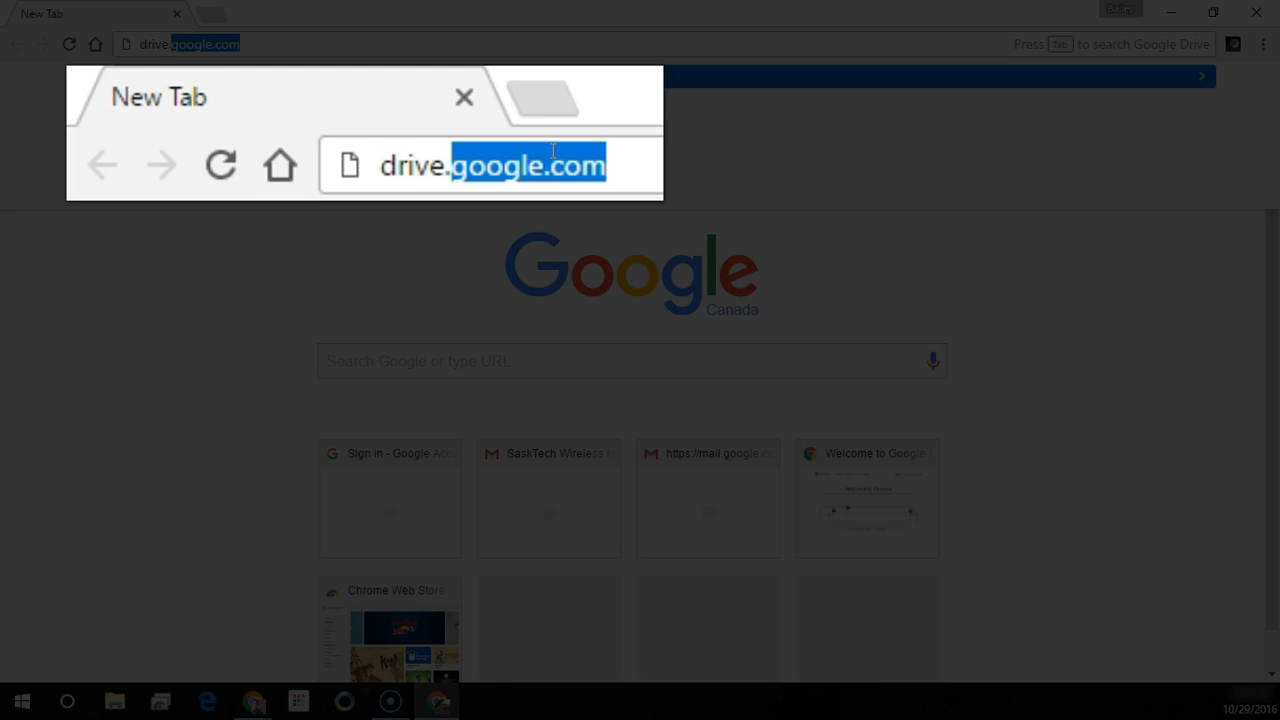 New Tab
Bailey
drive.google.com
Press Tab to search Google Drive
New Tab
drive.google.com
Google
Canada
Search Google or type URL
Sign in - Google Acc
SaskTech Wireless
https://mail.google.co
Welcome to Google
Chrome Web Store
10/29/2016